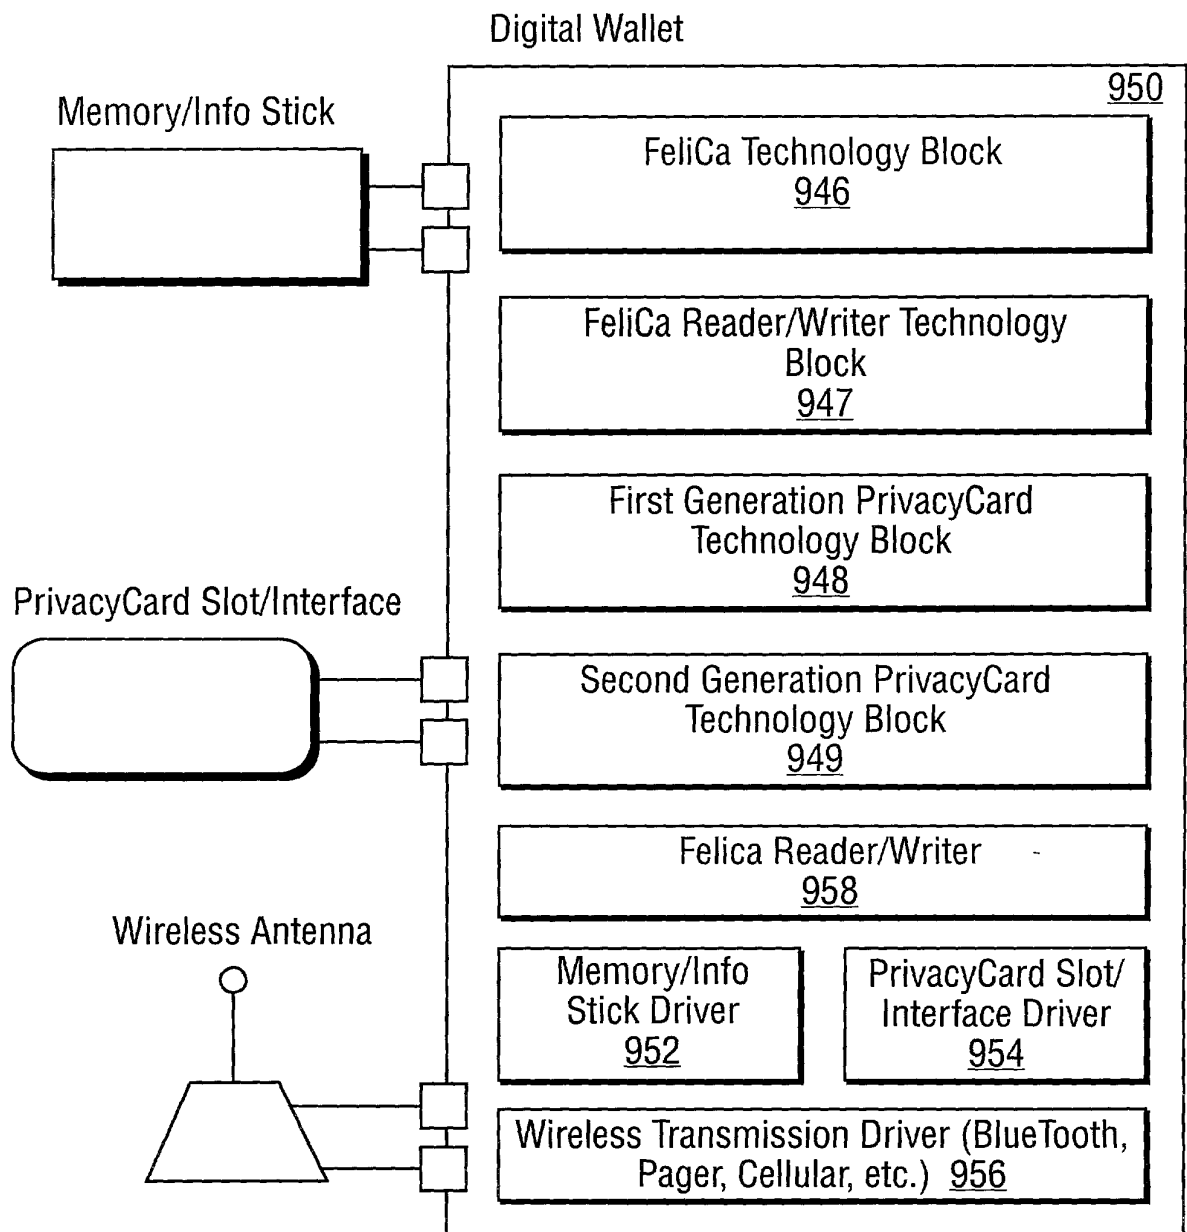 Digital Wallet
950
Memory/Info Stick
FeliCa Technology Block
946
FeliCa Reader/Writer Technology
Block
947
First Generation PrivacyCard
Technology Block
948
PrivacyCard Slot/Interface
Second Generation PrivacyCard
Technology Block
949
Felica Reader/Writer
958
Wireless Antenna
Memory/Info
Stick Driver
952
PrivacyCard Slot/
Interface Driver
954
Wireless Transmission Driver (BlueTooth,
Pager, Cellular, etc.) 956